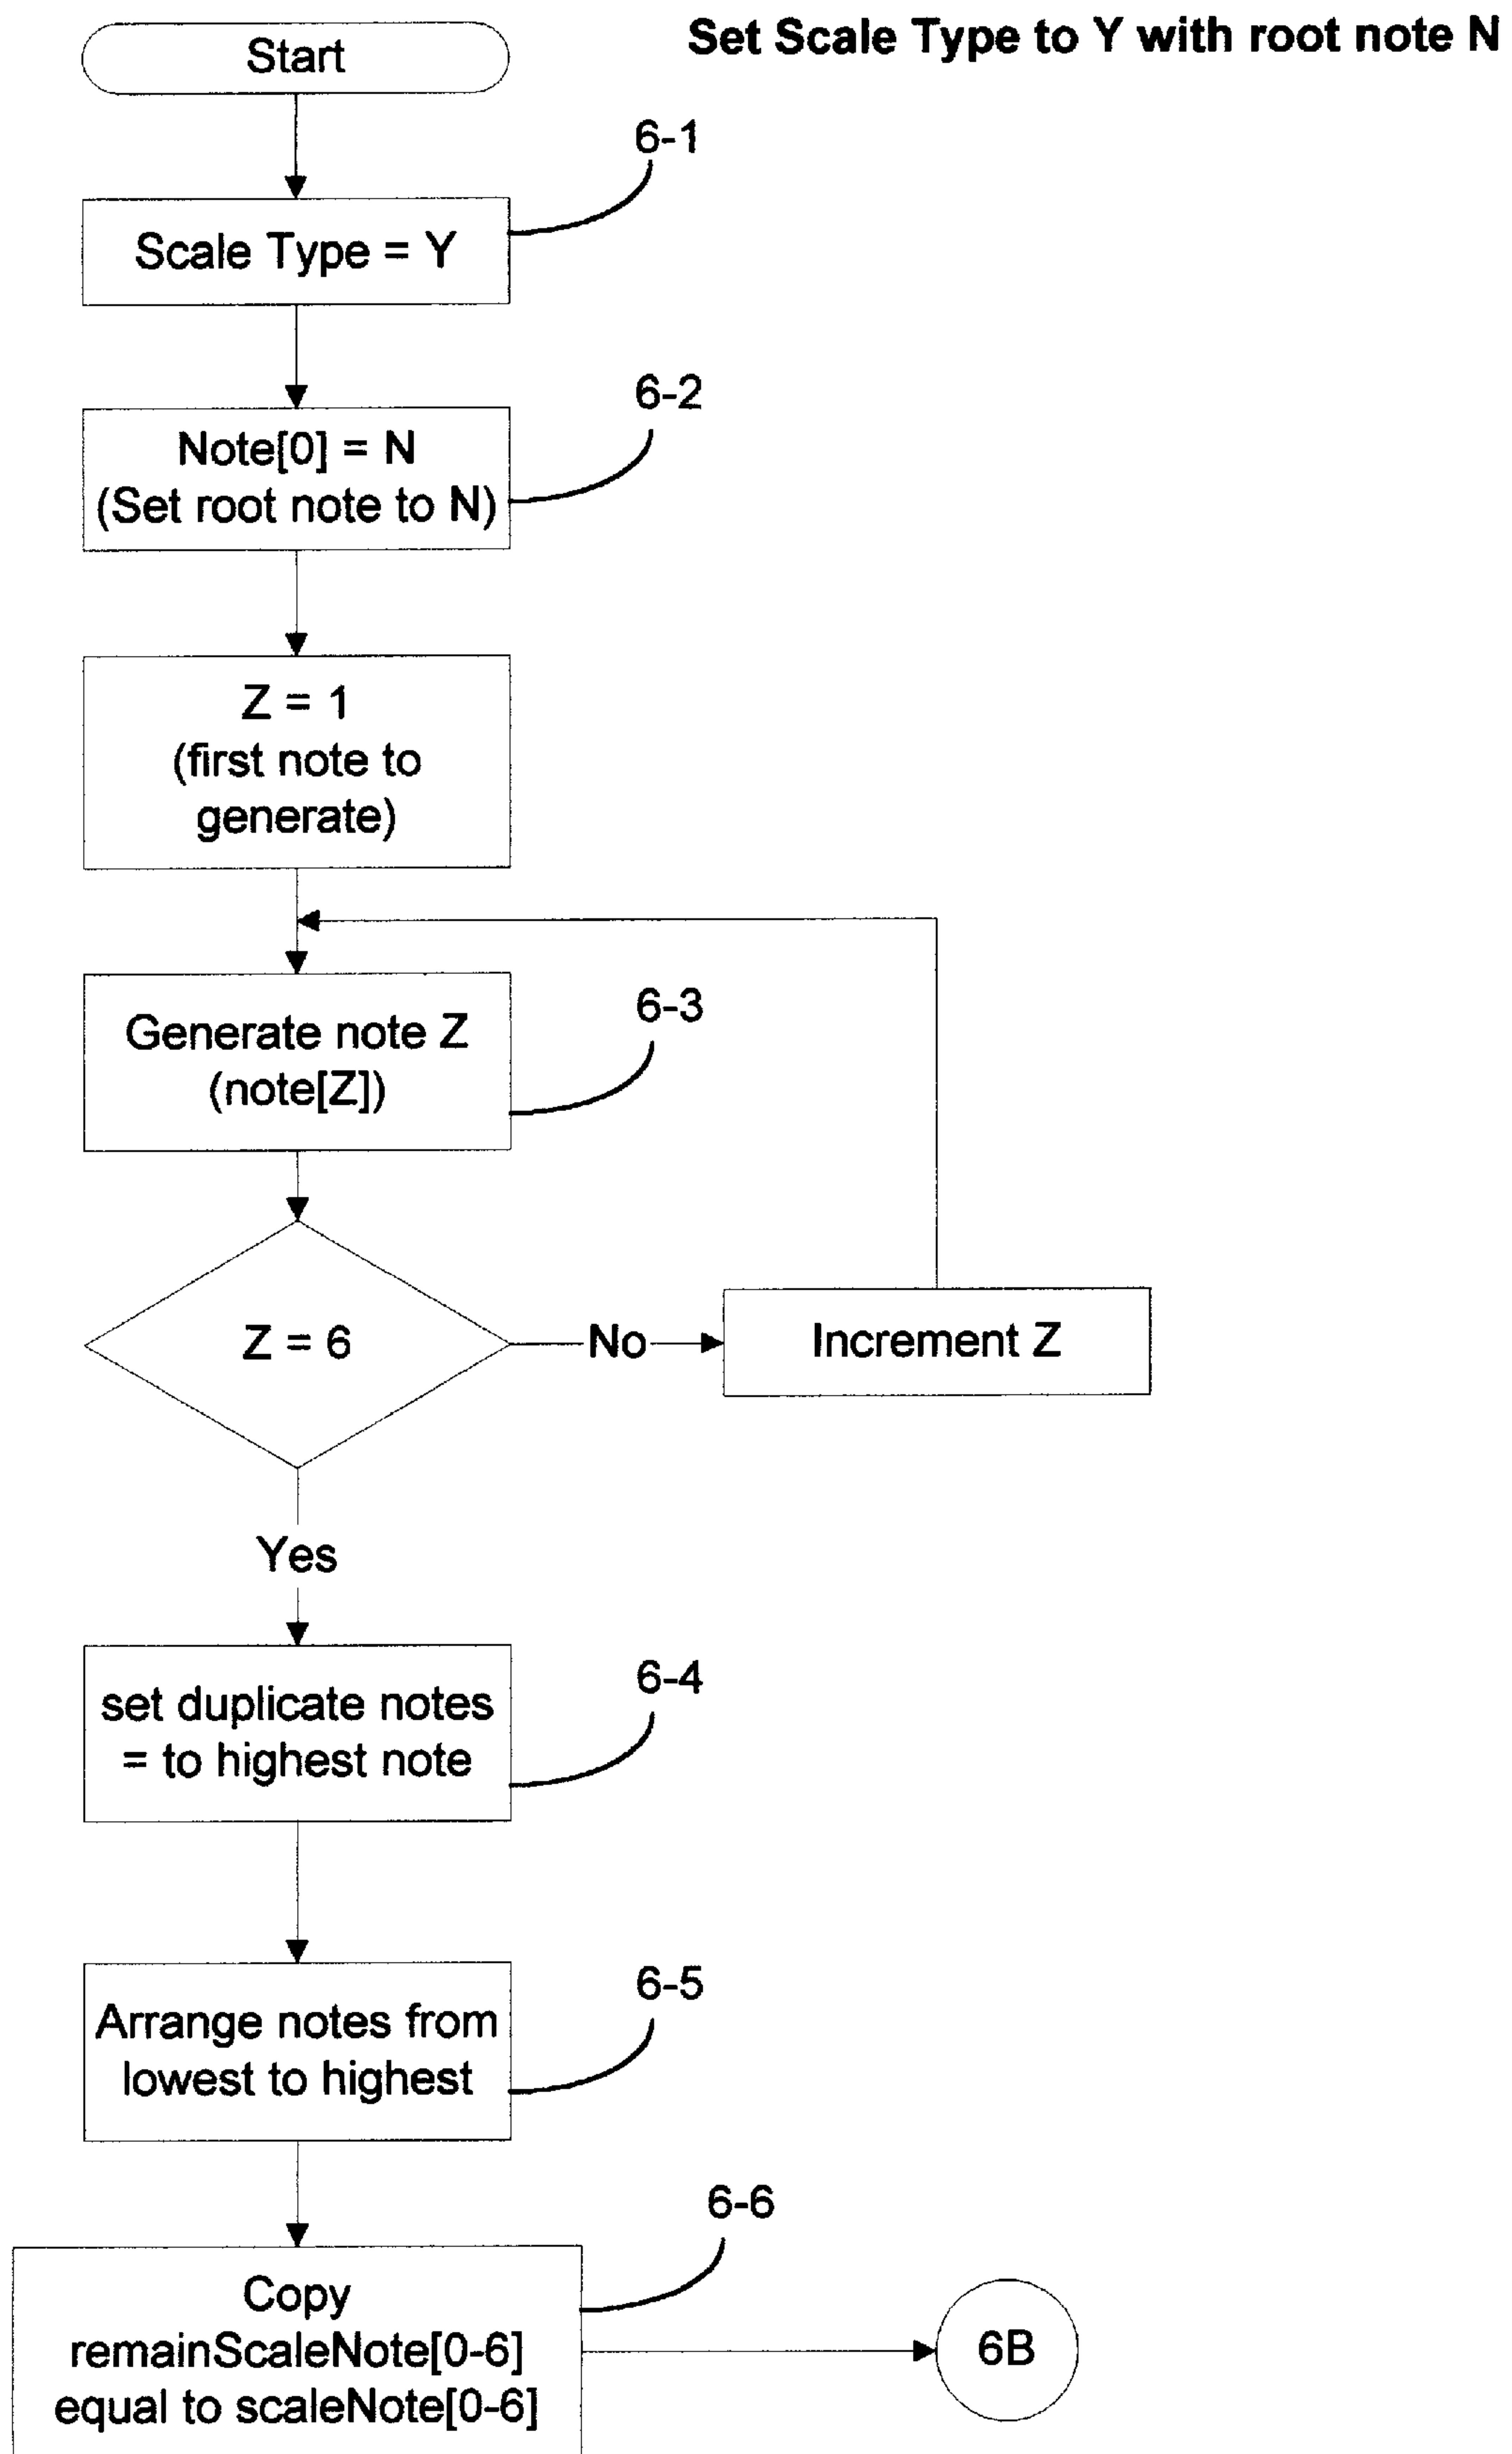 Set Scale Type to Y with root note N
Start
6-1
Scale Type = Y
6-2
Note[0] = N
(Set root note to N)
Z = 1
(first note to
generate)
6-3
Generate note Z
(note[Z])
Z = 6
No
Increment Z
Yes
6-4
set duplicate notes
= to highest note
6-5
Arrange notes from
lowest to highest
6-6
Copy
remainScaleNote[0-6]
equal to scaleNote[0-6]
6B